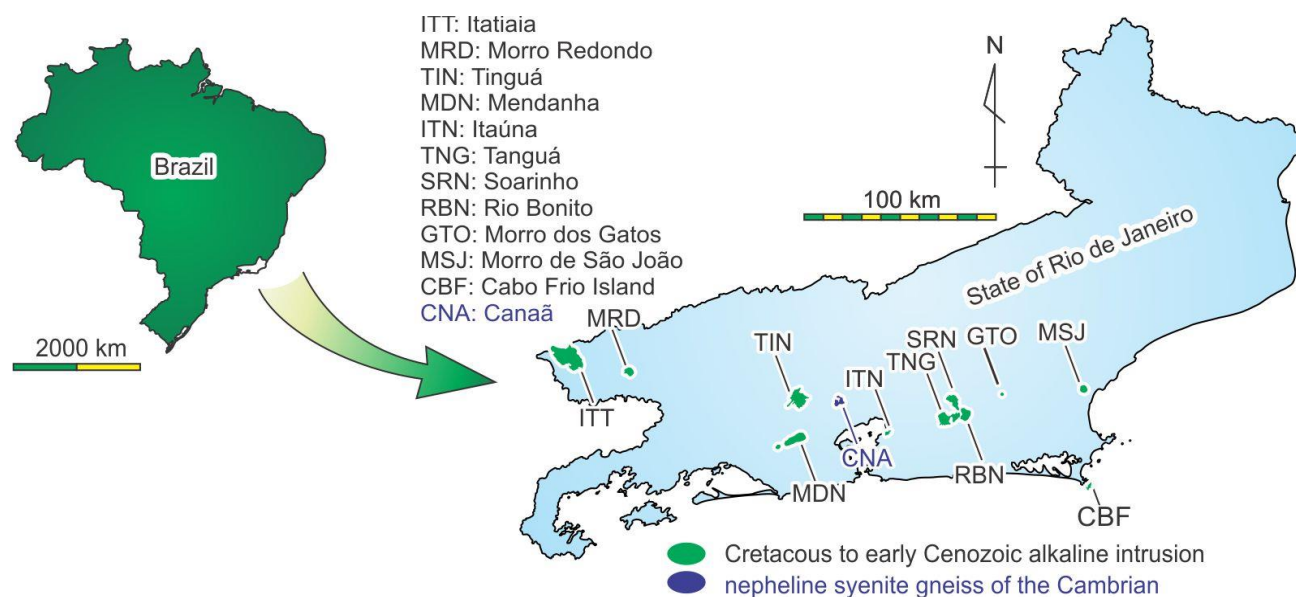 ITT: Itatiaia
MRD: Morro Redondo
TIN: Tinguá
MDN: Mendanha
ITN: Itaúna
TNG: Tanguá
SRN: Soarinho
RBN: Rio Bonito
GTO: Morro dos Gatos
MSJ: Morro de São João
CBF: Cabo Frio Island
CNA: Canaã
Brazil
2000 km
N
100 km
State of Rio de Janeiro
MRD
ITT
TIN
MDN
ITN
CNA
SRN
TNG
GTO
RBN
MSJ
CBF
Cretacous to early Cenozoic alkaline intrusion
nepheline syenite gneiss of the Cambrian